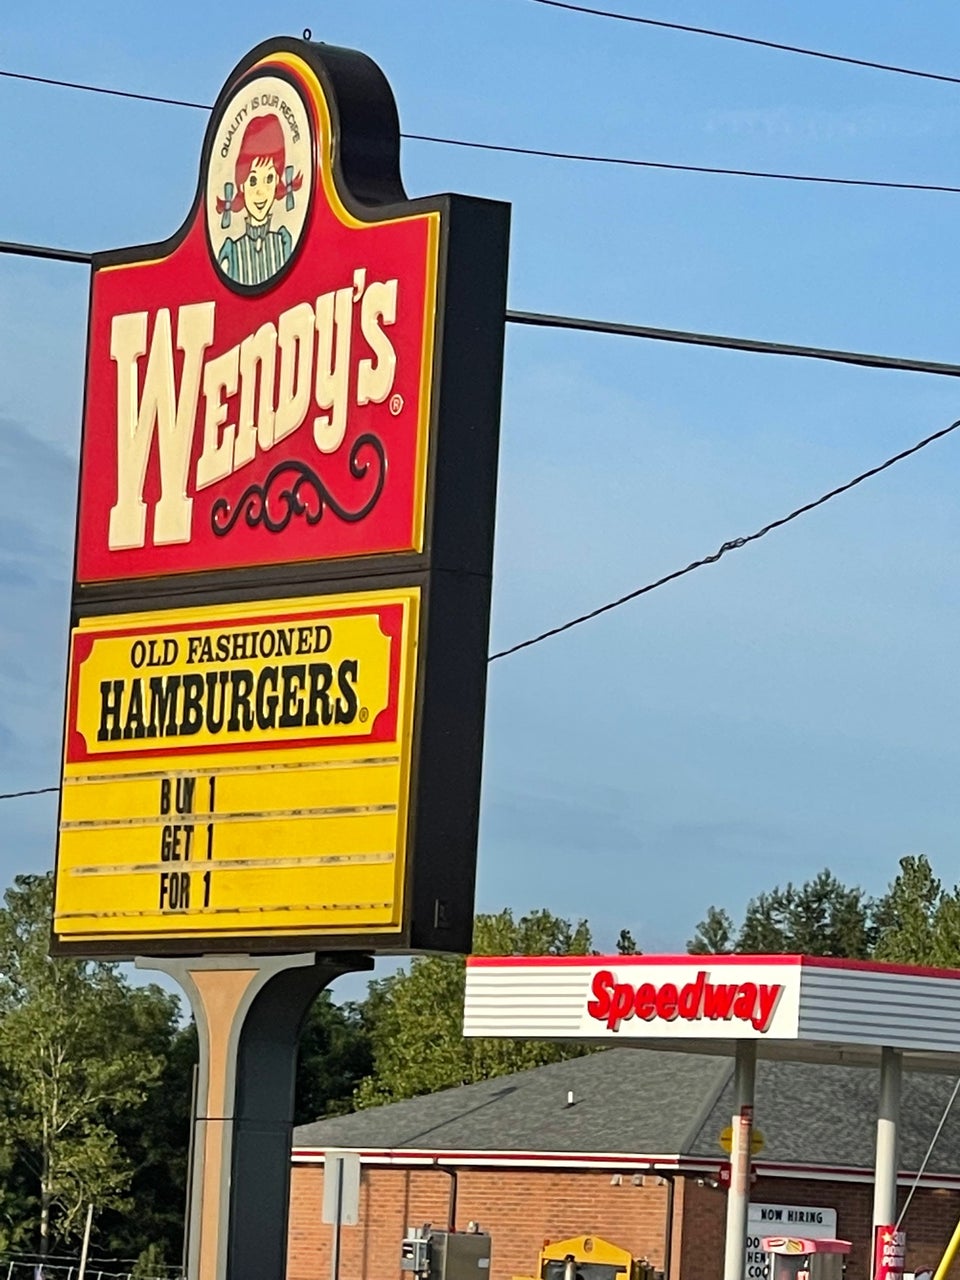 QUALITY IS OUR RECIPE
WENDY'S®
OLD FASHIONED
HAMBURGERS®
BUY 1
GET 1
FOR 1
Speedway
NOW HIRING